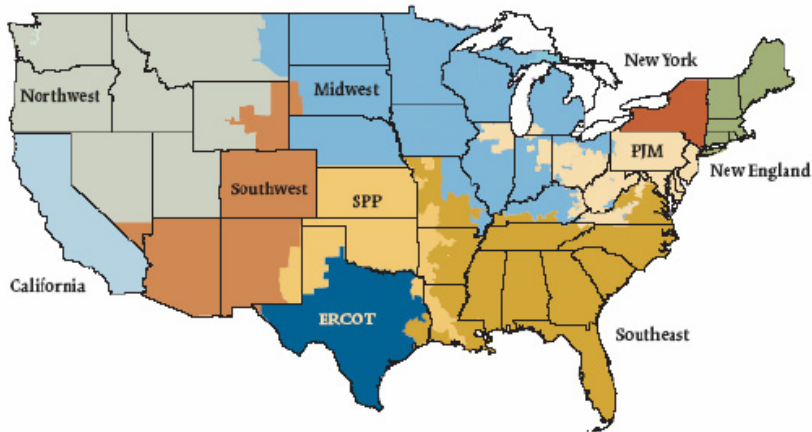 New York
Northwest
Midwest
PJM
New England
Southwest
SPP
California
ERCOT
Southeast